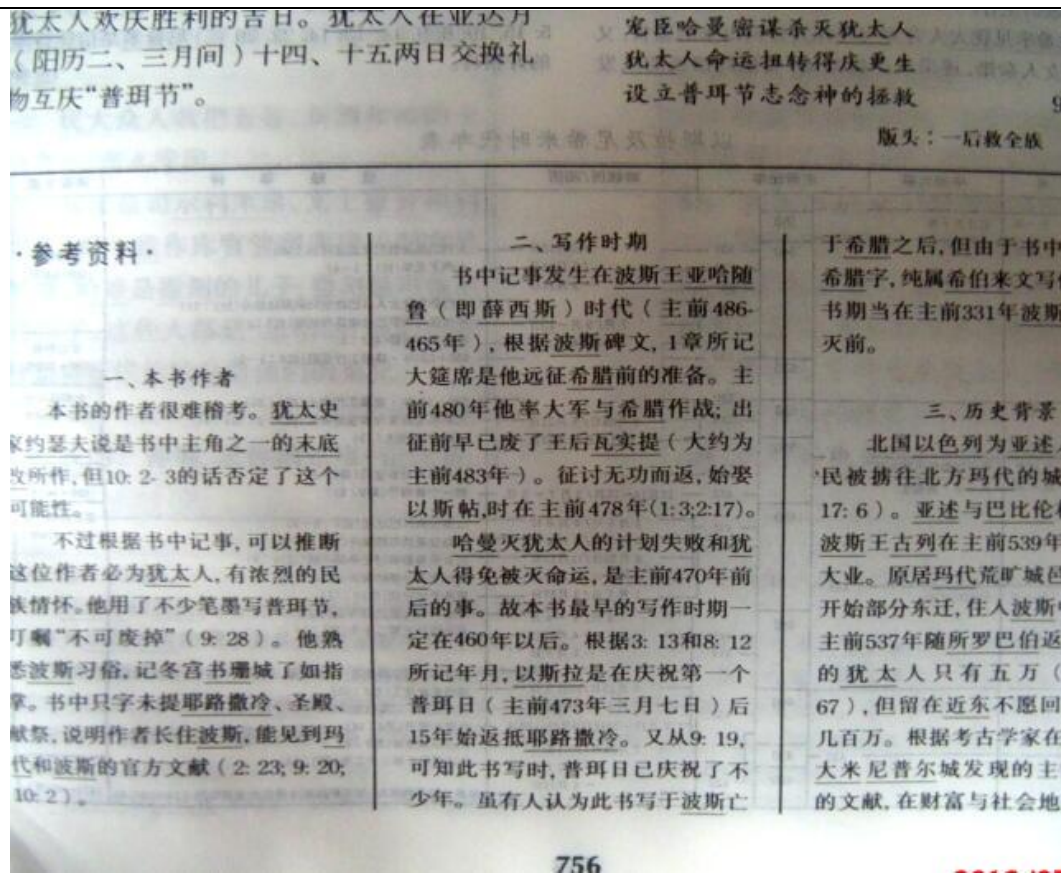 犹太人欢庆胜利的吉日。犹太人在亚达月
(阳历二、三月间)十四、十五两日交换礼
物互庆“普珥节”。
宠臣哈曼密谋杀灭犹太人
犹太人命运扭转得庆更生
设立普珥节志念神的拯救
版头:一后救全族
·参考资料·
一、本书作者
本书的作者很难稽考。犹太史
家约瑟夫说是书中主角之一的末底
改所作,但10:2-3的话否定了这个
可能性。
不过根据书中记事,可以推断
这位作者必为犹太人,有浓烈的民
族情怀。他用了不少笔墨写普珥节,
叮嘱“不可废掉”(9:28)。他熟
悉波斯习俗,记冬宫书珊城了如指
掌。书中只字未提耶路撒冷、圣殿、
献祭,说明作者长住波斯,能见到玛
代和波斯的官方文献(2:23;9:20;
10:2)。
二、写作时期
书中记事发生在波斯王亚哈随
鲁(即薛西斯)时代(主前486-
465年),根据波斯碑文,1章所记
大筵席是他远征希腊前的准备。主
前480年他率大军与希腊作战;出
征前早已废了王后瓦实提(大约为
主前483年)。征讨无功而返,始娶
以斯帖,时在主前478年(1:3;2:17)。
哈曼灭犹太人的计划失败和犹
太人得免被灭命运,是主前470年前
后的事。故本书最早的写作时期一
定在460年以后。根据3:13和8:12
所记年月,以斯拉是在庆祝第一个
普珥日(主前473年三月七日)后
15年始返抵耶路撒冷。又从9:19,
可知此书写时,普珥日已庆祝了不
少年。虽有人认为此书写于波斯亡
于希腊之后,但由于书中
希腊字,纯属希伯来文写
书期当在主前331年波斯
灭前。
三、历史背景
北国以色列为亚述
民被掳往北方玛代的城
17:6)。亚述与巴比伦
波斯王古列在主前539年
大业。原居玛代荒旷城邑
开始部分东迁,住入波斯
主前537年随所罗巴伯返
的犹太人只有五万(
67),但留在近东不愿回
几百万。根据考古学家在
大米尼普尔城发现的主
的文献,在财富与社会地
756